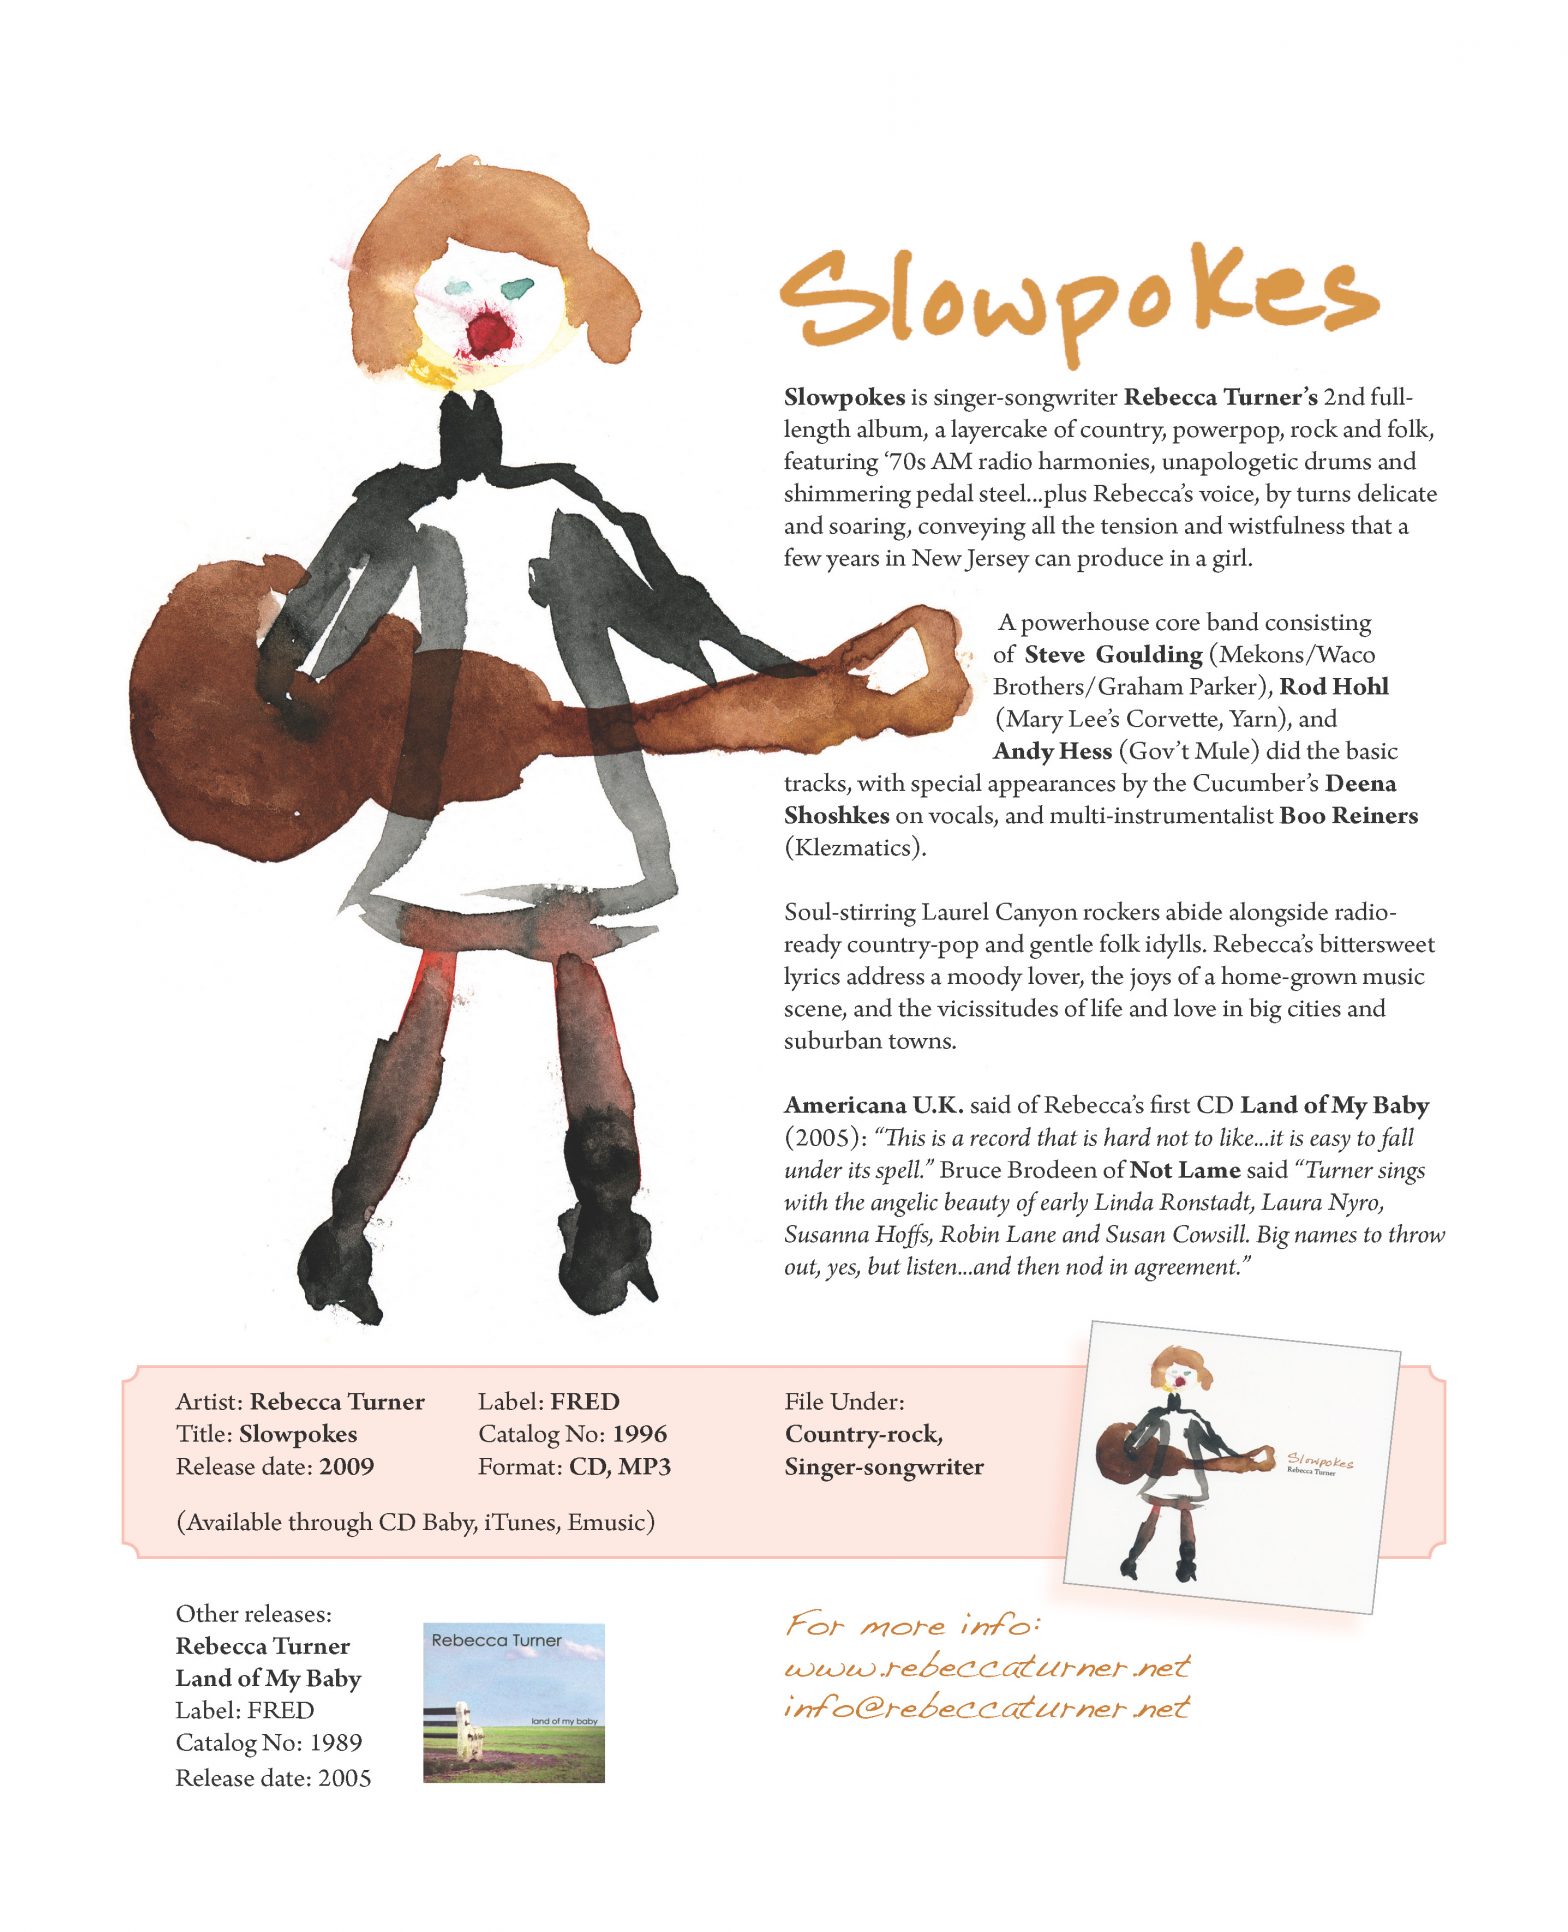 Slowpokes
Slowpokes is singer-songwriter Rebecca Turner’s 2nd full-
length album, a layercake of country, powerpop, rock and folk,
featuring ‘70s AM radio harmonies, unapologetic drums and
shimmering pedal steel...plus Rebecca’s voice, by turns delicate
and soaring, conveying all the tension and wistfulness that a
few years in New Jersey can produce in a girl.
A powerhouse core band consisting
of Steve Goulding (Mekons/Waco
Brothers/Graham Parker), Rod Hohl
(Mary Lee’s Corvette, Yarn), and
Andy Hess (Gov’t Mule) did the basic
tracks, with special appearances by the Cucumber’s Deena
Shoshkes on vocals, and multi-instrumentalist Boo Reiners
(Klezmatics).
Soul-stirring Laurel Canyon rockers abide alongside radio-
ready country-pop and gentle folk idylls. Rebecca’s bittersweet
lyrics address a moody lover, the joys of a home-grown music
scene, and the vicissitudes of life and love in big cities and
suburban towns.
Americana U.K. said of Rebecca’s first CD Land of My Baby
(2005): “This is a record that is hard not to like...it is easy to fall
under its spell.” Bruce Brodeen of Not Lame said “Turner sings
with the angelic beauty of early Linda Ronstadt, Laura Nyro,
Susanna Hoffs, Robin Lane and Susan Cowsill. Big names to throw
out, yes, but listen...and then nod in agreement.”
Artist: Rebecca Turner
Title: Slowpokes
Release date: 2009
Label: FRED
Catalog No: 1996
Format: CD, MP3
File Under:
Country-rock,
Singer-songwriter
(Available through CD Baby, iTunes, Emusic)
Slowpokes
Rebecca Turner
Other releases:
Rebecca Turner
Land of My Baby
Label: FRED
Catalog No: 1989
Release date: 2005
Rebecca Turner
land of my baby
For more info:
www.rebeccaturner.net
info@rebeccaturner.net